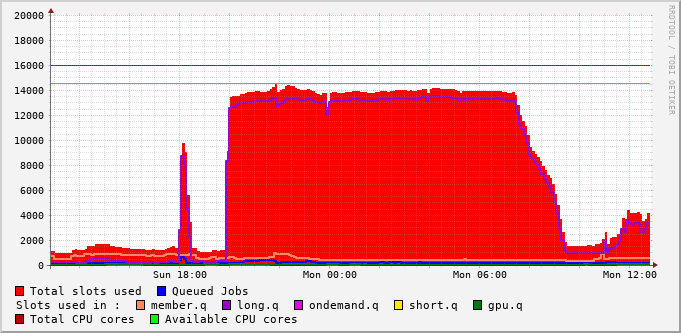 20000
18000
16000
14000
12000
10000
8000
6000
4000
2000
0
Sun 18:00 Mon 00:00 Mon 06:00 Mon 12:00
RRDTOOL / TOBI OETIKER
Total slots used Queued Jobs
Slots used in : member.q long.q ondemand.q short.q gpu.q
Total CPU cores Available CPU cores